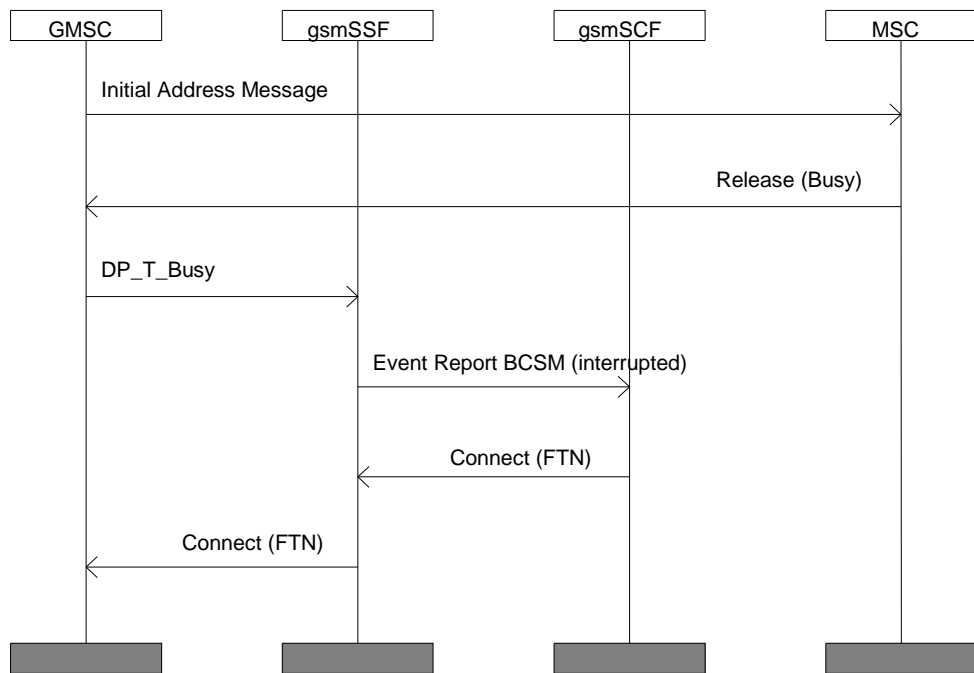 GMSC
gsmSSF
gsmSCF
MSC
Initial Address Message
Release (Busy)
DP_T_Busy
Event Report BCSM (interrupted)
Connect (FTN)
Connect (FTN)